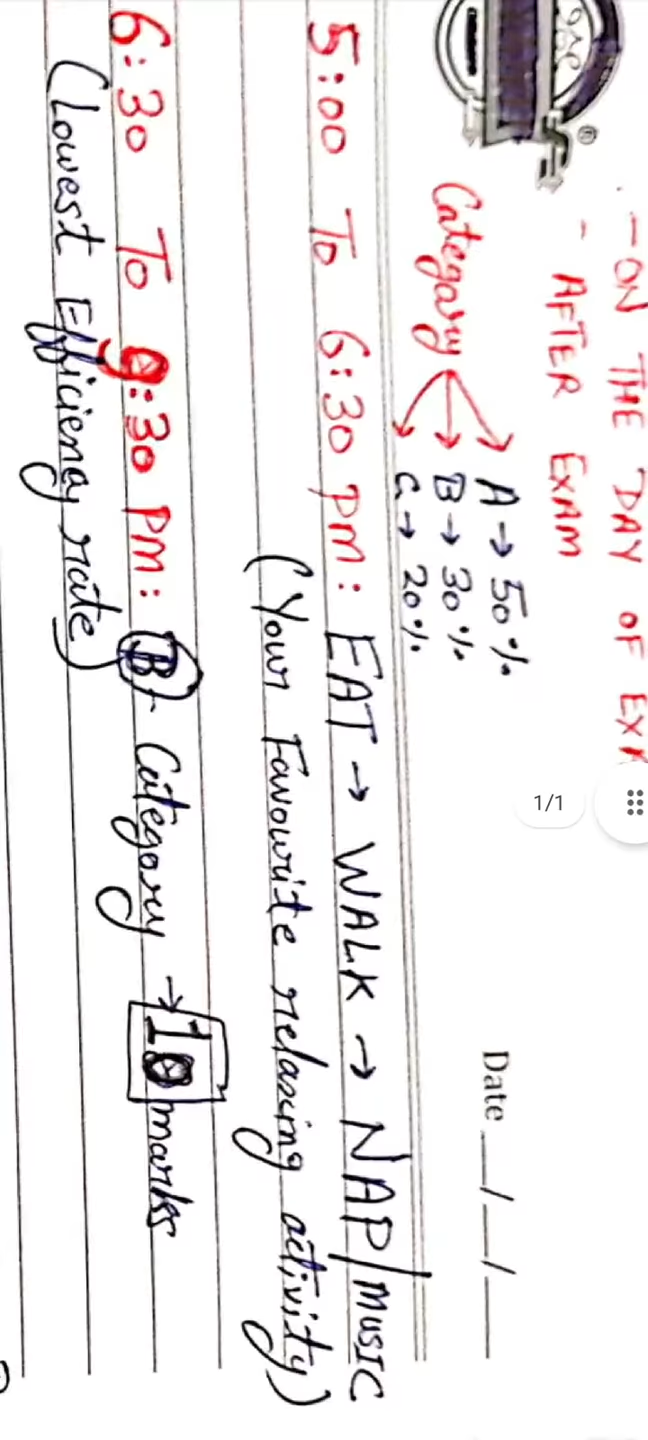 - ON THE DAY OF EX
- AFTER EXAM
Category
A → 50%
B → 30%
C → 20%
Date __/__/__
5:00 To 6:30 pm: EAT → WALK → NAP/MUSIC
(Your Favourite relaxing activity)
6:30 To 9:30 PM: B - Category → marks
(Lowest Efficienay rate)
1/1
®